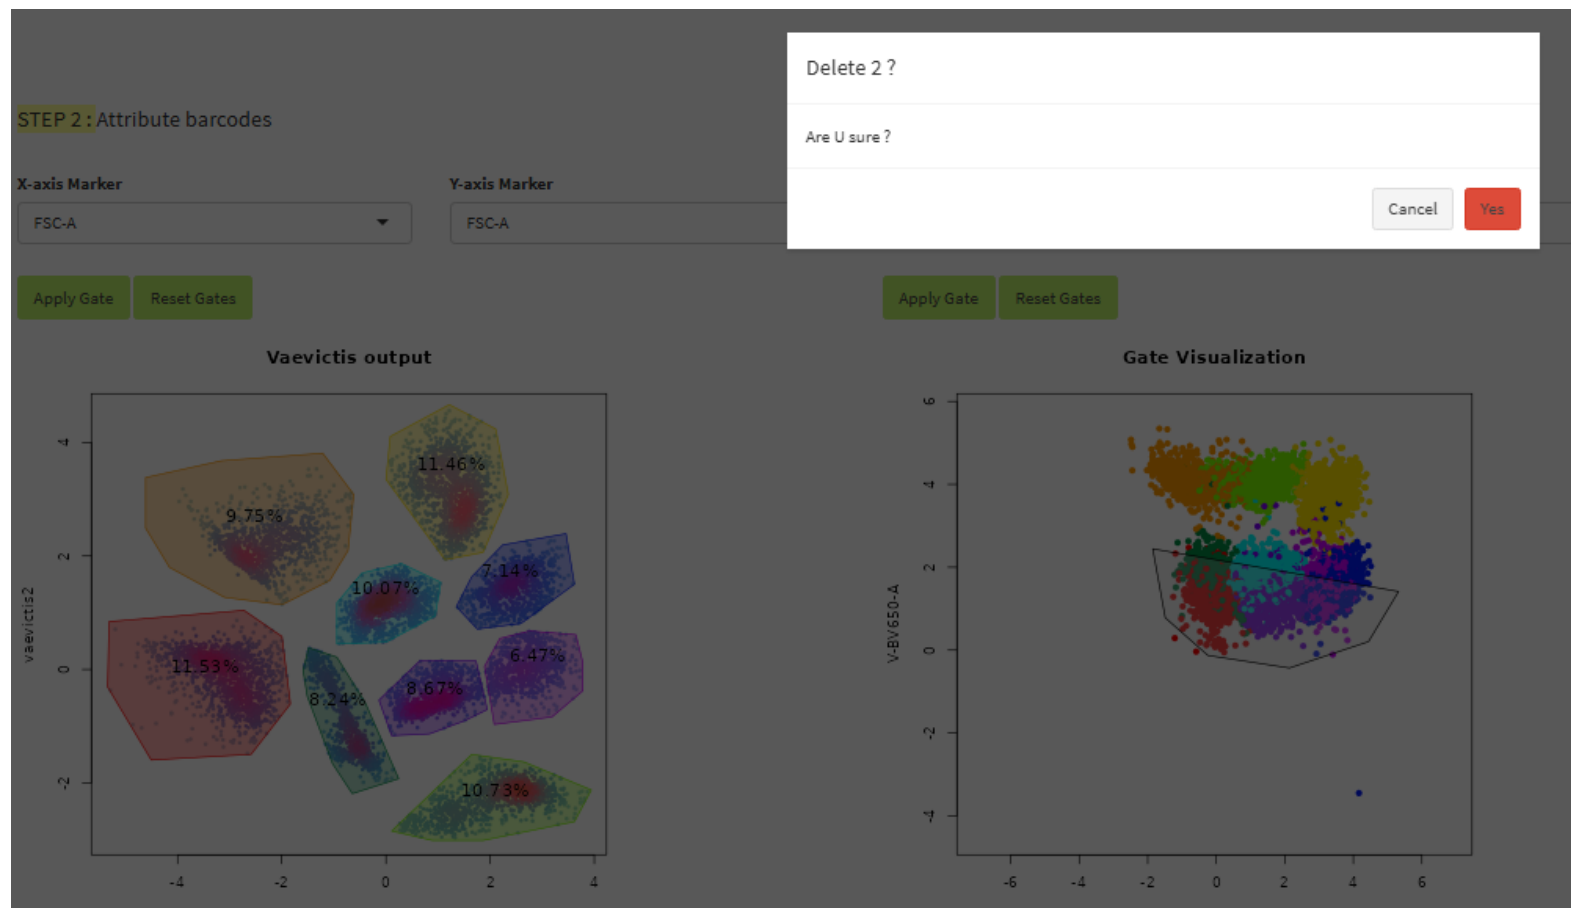 Delete 2 ?
Are U sure ?
Cancel
Yes
STEP 2 : Attribute barcodes
X-axis Marker
Y-axis Marker
FSC-A
FSC-A
Apply Gate
Reset Gates
Apply Gate
Reset Gates
Vaevictis output
vaevictis2
4
2
0
-2
11.46%
9.75%
7.14%
10.07%
6.47%
11.53%
8.67%
8.24%
10.73%
-4
-2
0
2
4
Gate Visualization
V-BV650-A
6
4
2
0
-2
-4
-6
-4
-2
0
2
4
6